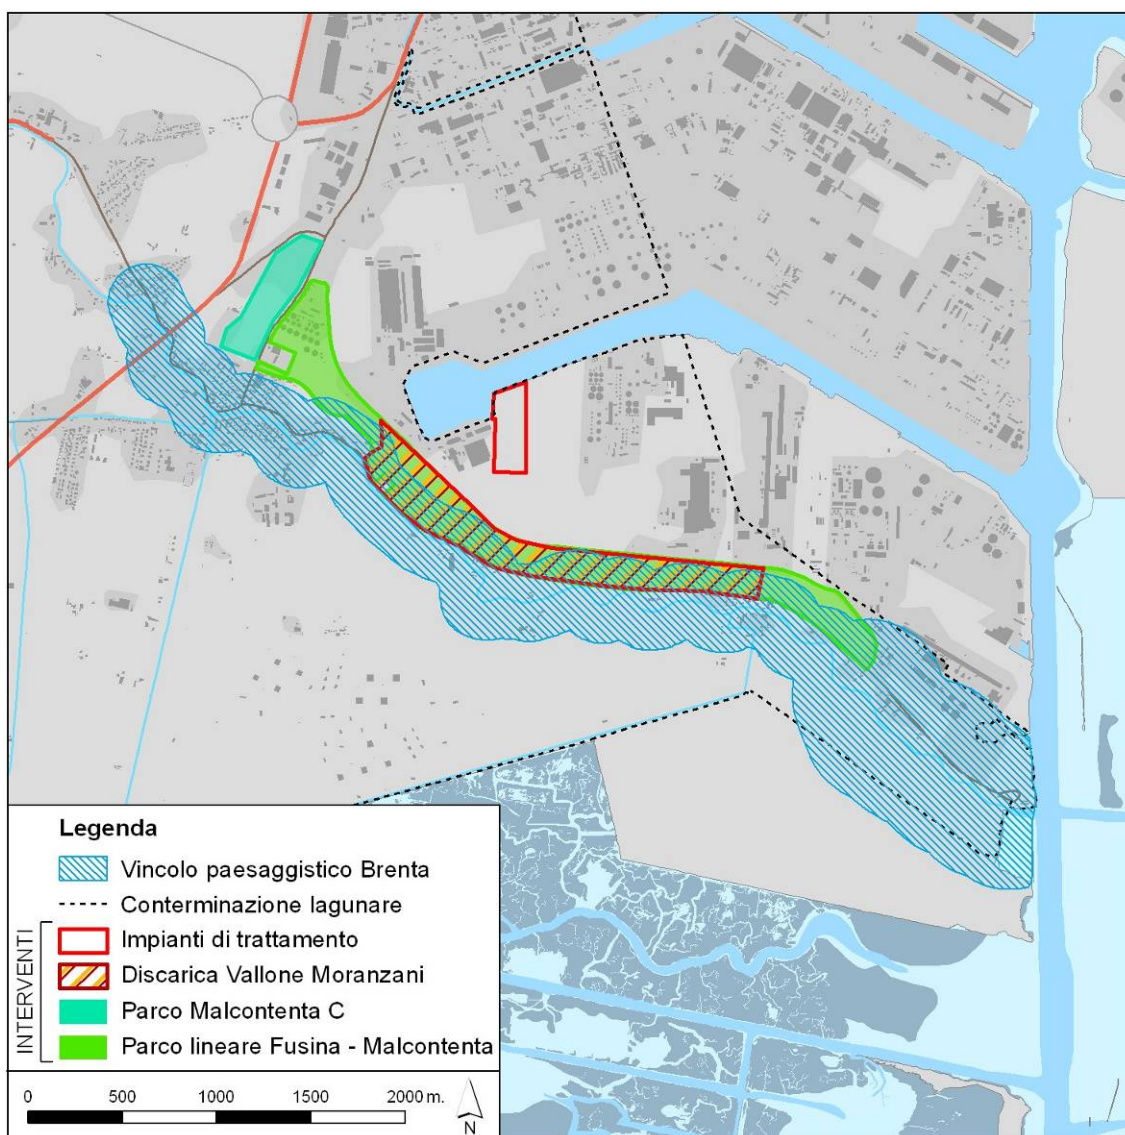 Legenda
Vincolo paesaggistico Brenta
Conterminazione lagunare
INTERVENTI
Impianti di trattamento
Discarica Vallone Moranzani
Parco Malcontenta C
Parco lineare Fusina - Malcontenta
0 500 1000 1500 2000 m.
N